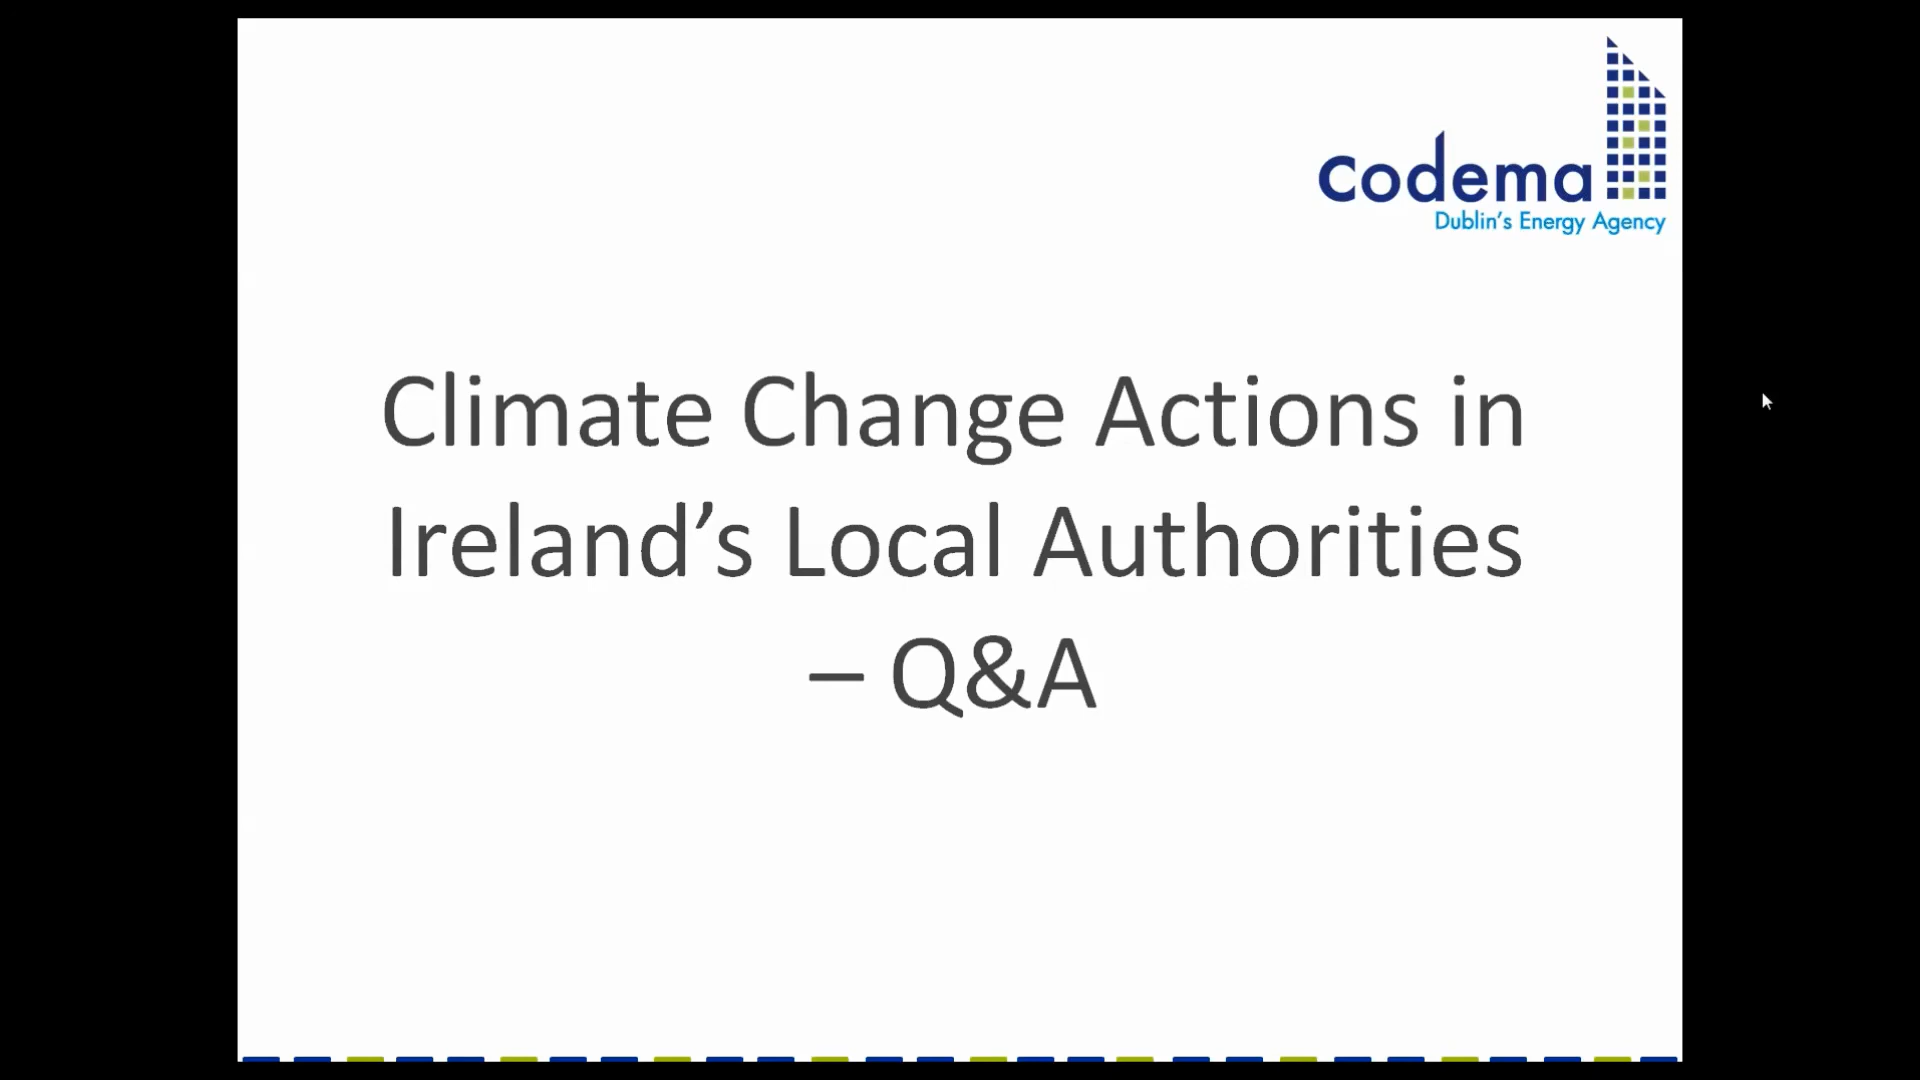 codema
Dublin's Energy Agency
Climate Change Actions in
Ireland’s Local Authorities
– Q&A